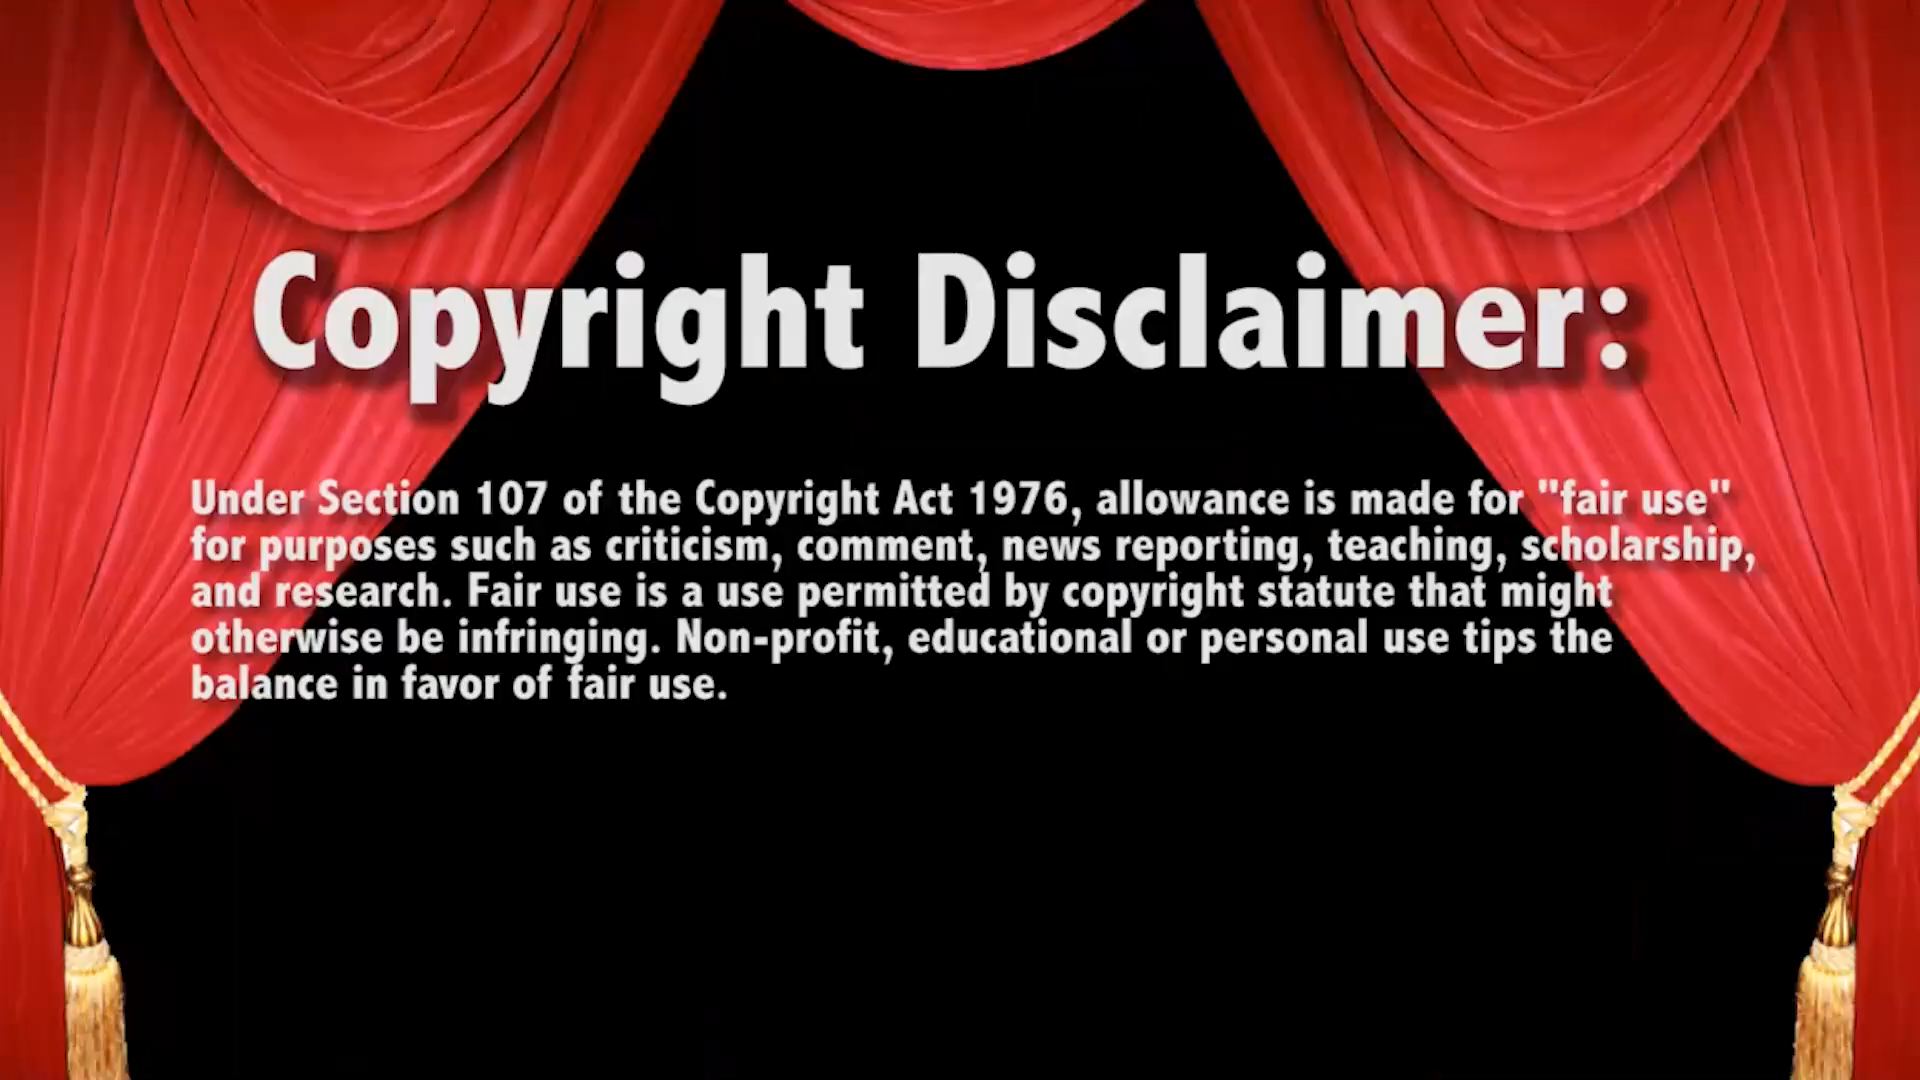 Copyright Disclaimer:
Under Section 107 of the Copyright Act 1976, allowance is made for "fair use"
for purposes such as criticism, comment, news reporting, teaching, scholarship,
and research. Fair use is a use permitted by copyright statute that might
otherwise be infringing. Non-profit, educational or personal use tips the
balance in favor of fair use.